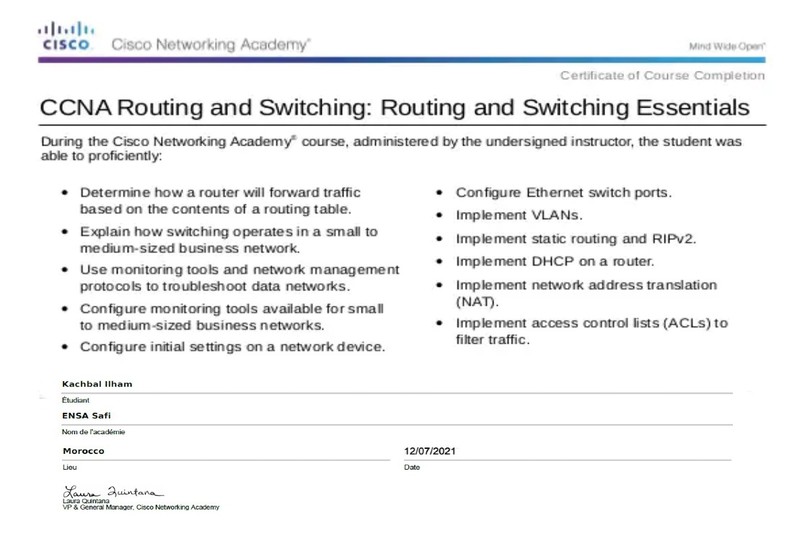 CISCO. Cisco Networking Academy® Mind Wide Open®
Certificate of Course Completion
CCNA Routing and Switching: Routing and Switching Essentials
During the Cisco Networking Academy® course, administered by the undersigned instructor, the student was
able to proficiently:
• Determine how a router will forward traffic
based on the contents of a routing table.
• Explain how switching operates in a small to
medium-sized business network.
• Use monitoring tools and network management
protocols to troubleshoot data networks.
• Configure monitoring tools available for small
to medium-sized business networks.
• Configure initial settings on a network device.
• Configure Ethernet switch ports.
• Implement VLANs.
• Implement static routing and RIPv2.
• Implement DHCP on a router.
• Implement network address translation
(NAT).
• Implement access control lists (ACLs) to
filter traffic.
Kachbal Ilham
Étudiant
ENSA Safi
Nom de l'académie
Morocco 12/07/2021
Lieu Date
Laura Quintana
Laura Quintana
VP & General Manager, Cisco Networking Academy